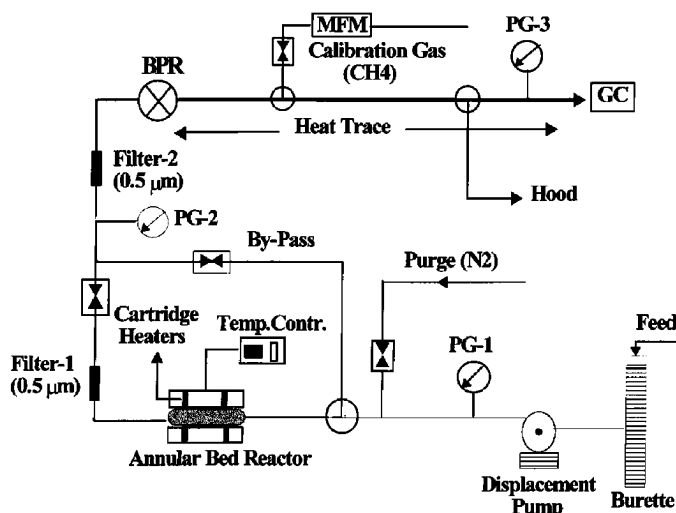 MFM
Calibration Gas
(CH4)
PG-3
BPR
GC
Heat Trace
Filter-2
(0.5 µm)
Hood
PG-2
By-Pass
Purge (N2)
Cartridge
Heaters
Temp.Contr.
PG-1
Feed
Filter-1
(0.5 µm)
Annular Bed Reactor
Displacement
Pump
Burette